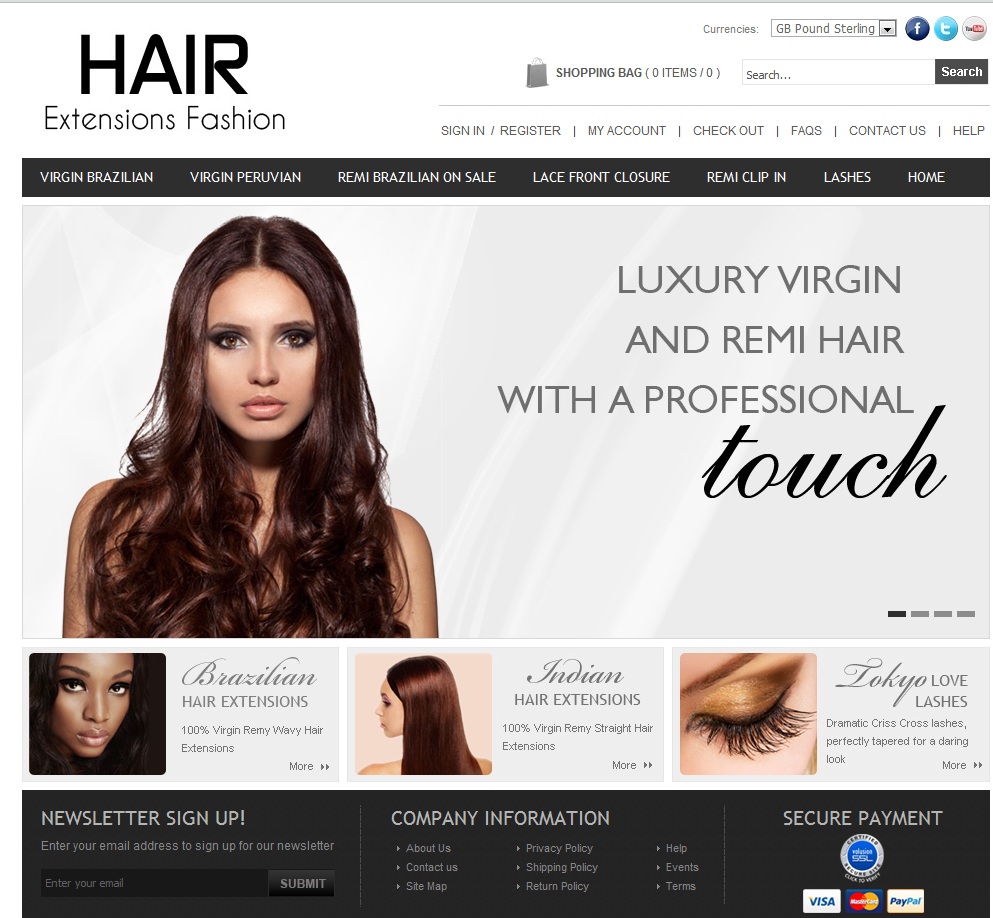 HAIR
Extensions Fashion
Currencies: GB Pound Sterling
f t You Tube
SHOPPING BAG ( 0 ITEMS / 0 )
Search... Search
SIGN IN / REGISTER | MY ACCOUNT | CHECK OUT | FAQS | CONTACT US | HELP
VIRGIN BRAZILIAN VIRGIN PERUVIAN REMI BRAZILIAN ON SALE LACE FRONT CLOSURE REMI CLIP IN LASHES HOME
LUXURY VIRGIN
AND REMI HAIR
WITH A PROFESSIONAL
touch
Brazilian
HAIR EXTENSIONS
100% Virgin Remy Wavy Hair
Extensions
More
Indian
HAIR EXTENSIONS
100% Virgin Remy Straight Hair
Extensions
More
Tokyo LOVE
LASHES
Dramatic Criss Cross lashes,
perfectly tapered for a daring
look
More
NEWSLETTER SIGN UP!
Enter your email address to sign up for our newsletter
Enter your email SUBMIT
COMPANY INFORMATION
About Us Privacy Policy Help
Contact us Shipping Policy Events
Site Map Return Policy Terms
SECURE PAYMENT
CERTIFIED
volusion
SSL
CLICK TO VERIFY
VISA MasterCard PayPal